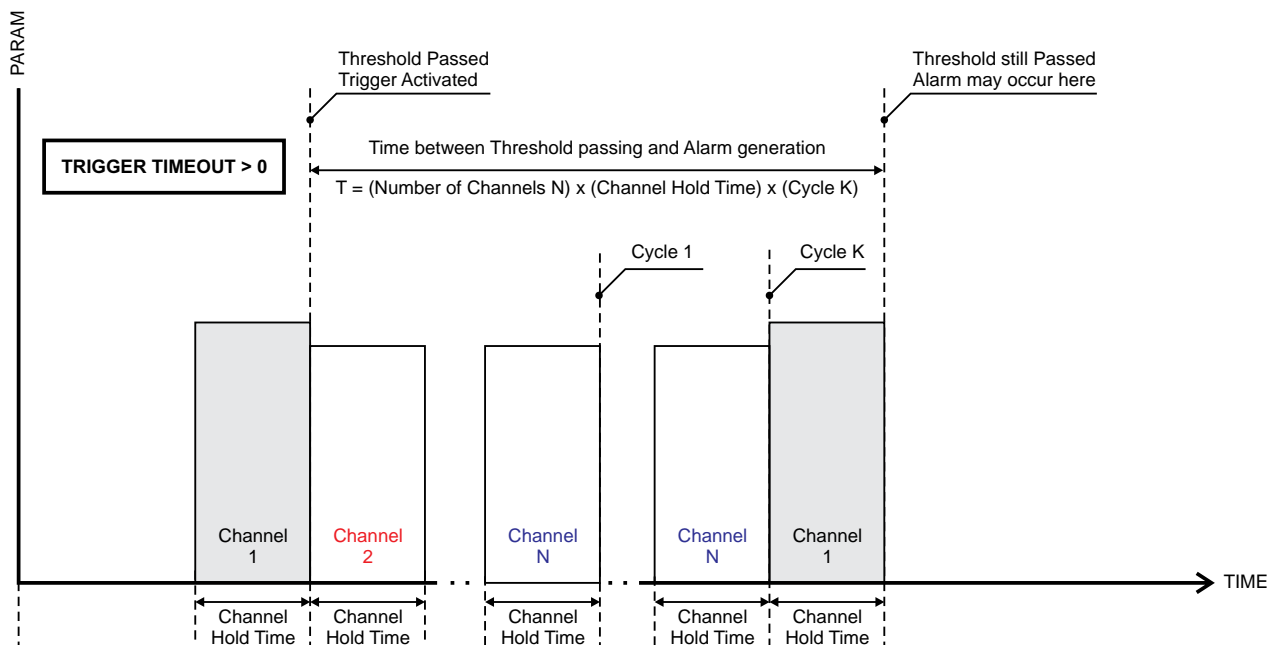 PARAM
Threshold Passed
Trigger Activated
Threshold still Passed
Alarm may occur here
TRIGGER TIMEOUT > 0
Time between Threshold passing and Alarm generation
T = (Number of Channels N) x (Channel Hold Time) x (Cycle K)
Cycle 1
Cycle K
Channel
1
Channel
2
Channel
N
Channel
N
Channel
1
. .
. .
TIME
Channel
Hold Time
Channel
Hold Time
Channel
Hold Time
Channel
Hold Time
Channel
Hold Time